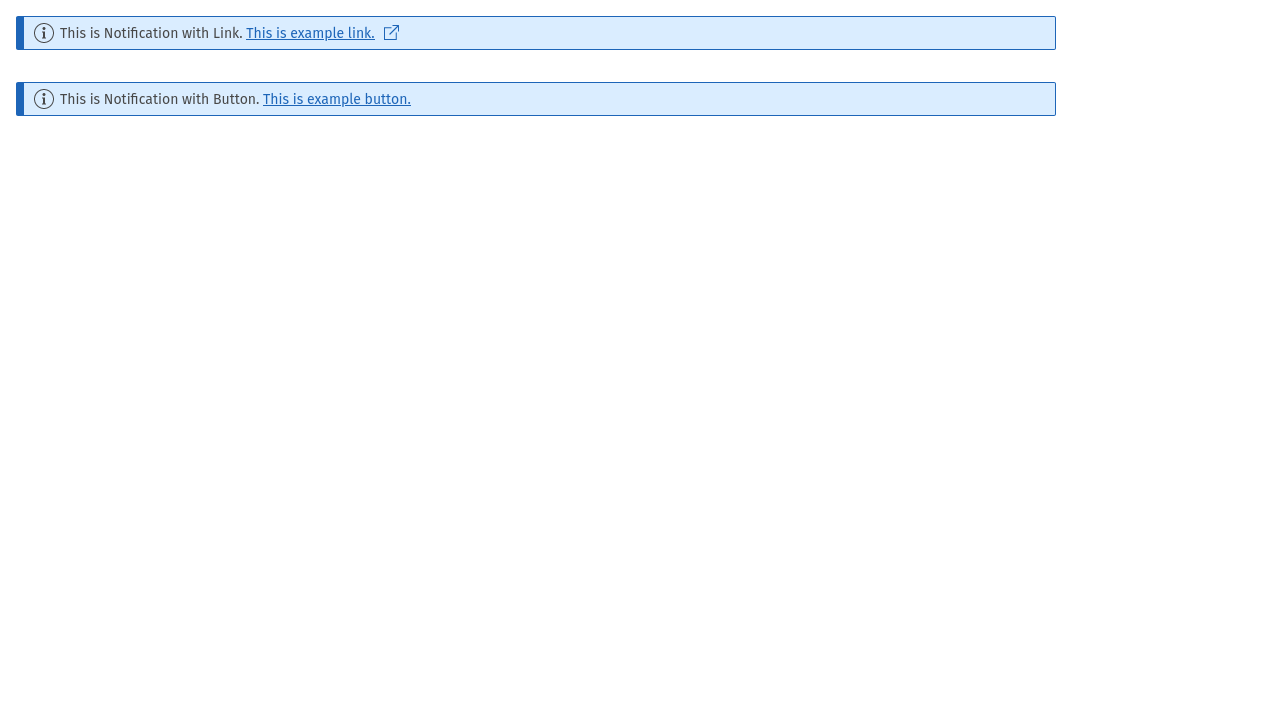 This is Notification with Link. This is example link.
This is Notification with Button. This is example button.